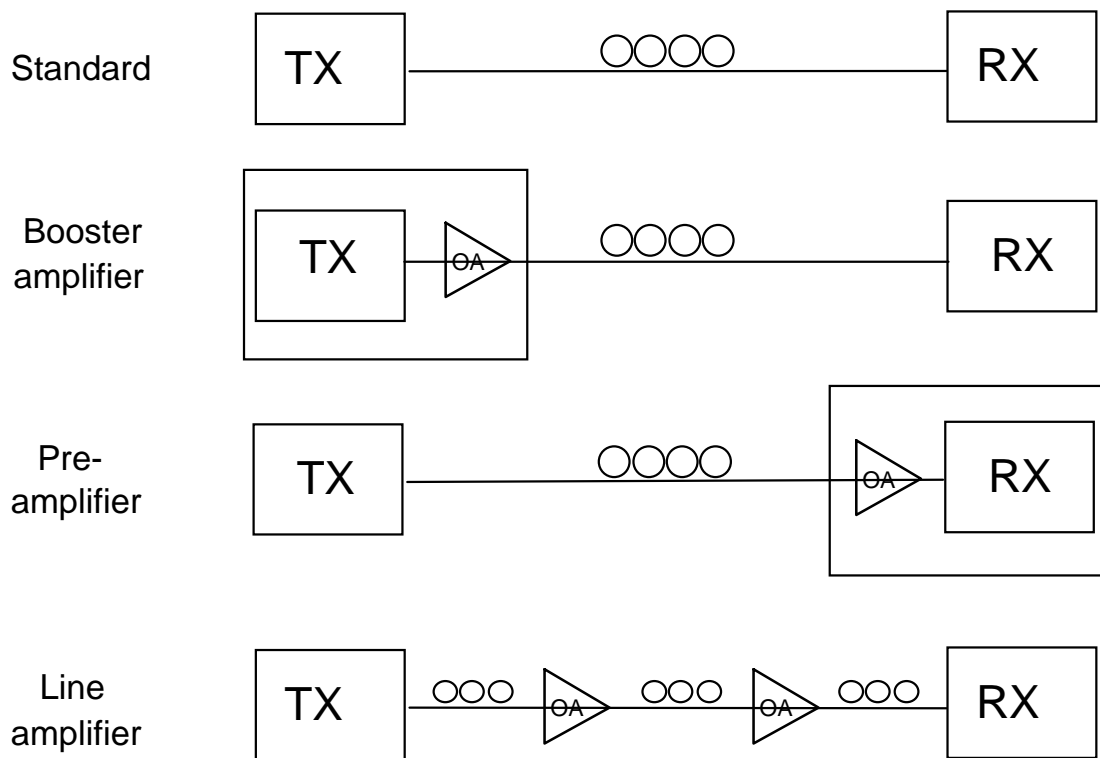 Standard
TX
RX
Booster
amplifier
TX
OA
RX
Pre-
amplifier
TX
OA
RX
Line
amplifier
TX
OA
OA
RX